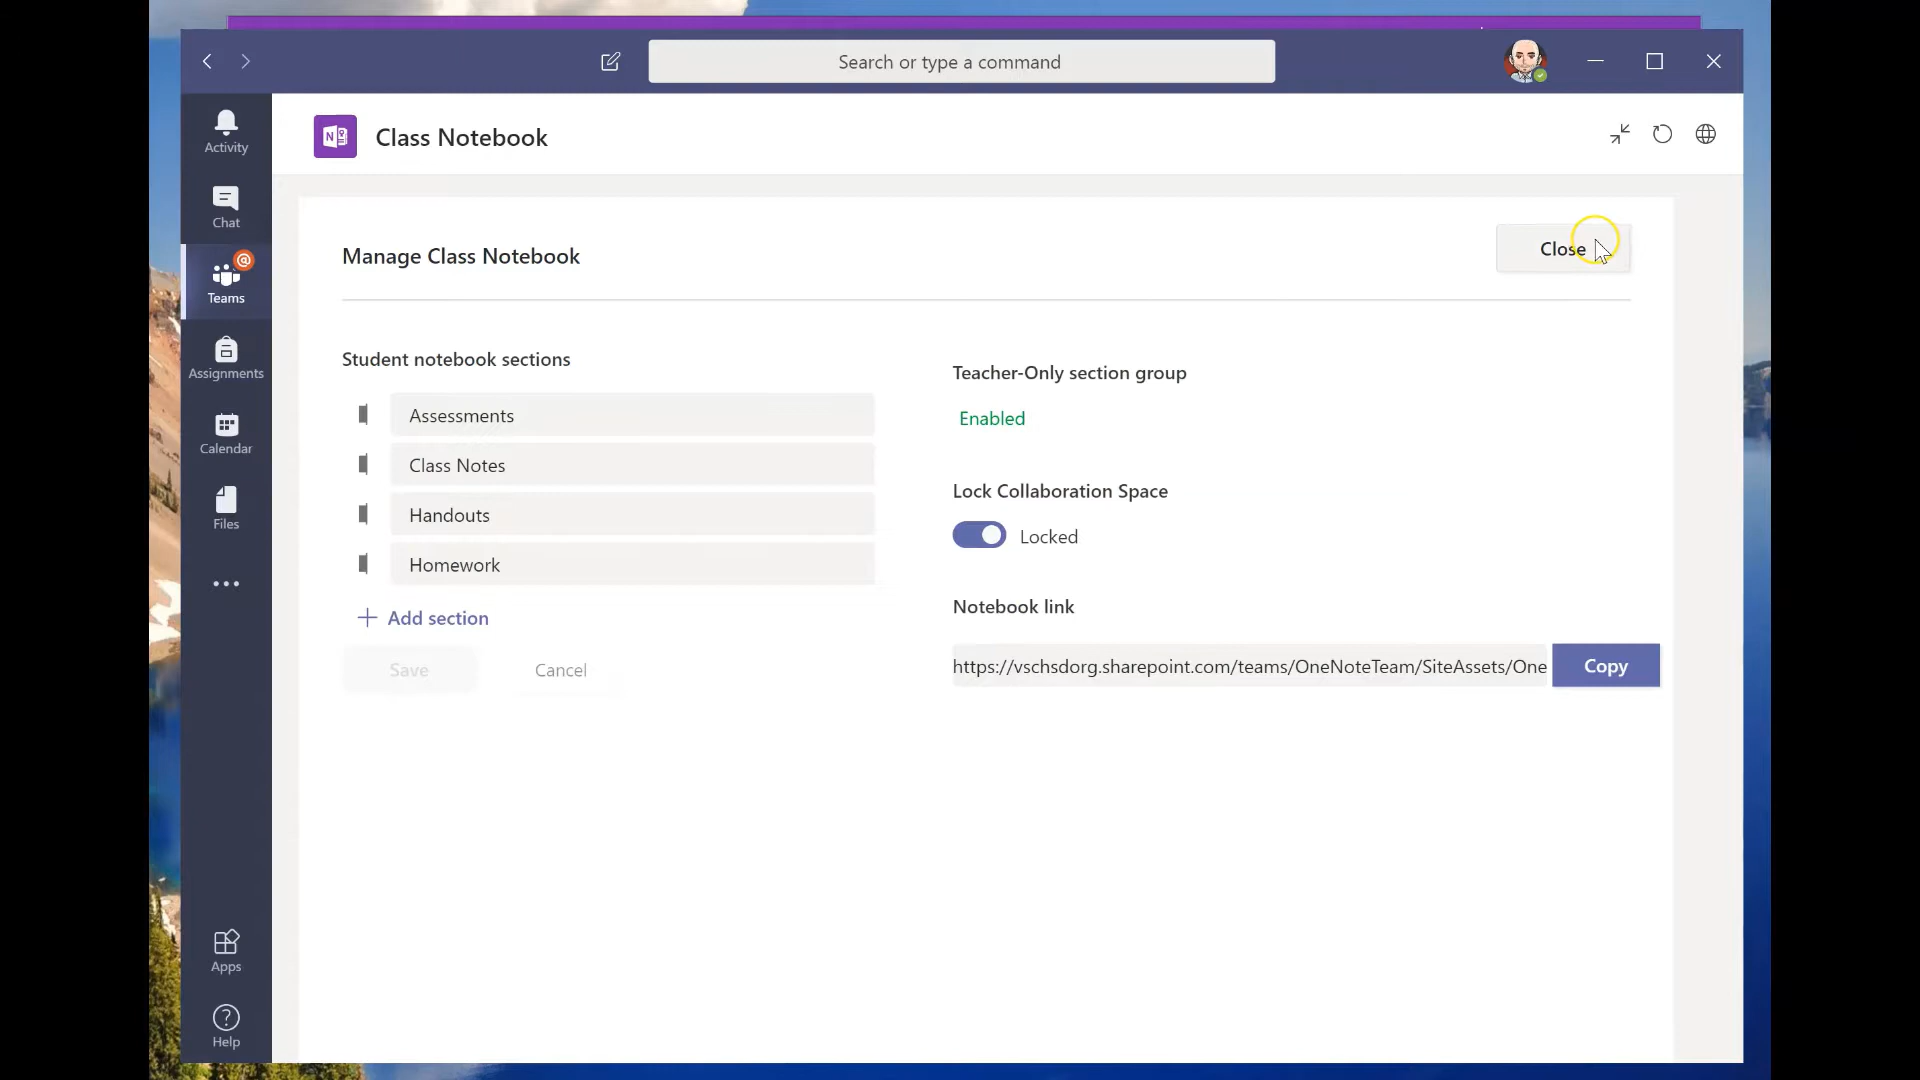 Search or type a command
Activity
Chat
@
Teams
Assignments
Calendar
Files
Apps
?
Help
N
Class Notebook
Manage Class Notebook
Close
Student notebook sections
Assessments
Class Notes
Handouts
Homework
+ Add section
Save
Cancel
Teacher-Only section group
Enabled
Lock Collaboration Space
Locked
Notebook link
https://vschsdorg.sharepoint.com/teams/OneNoteTeam/SiteAssets/One
Copy